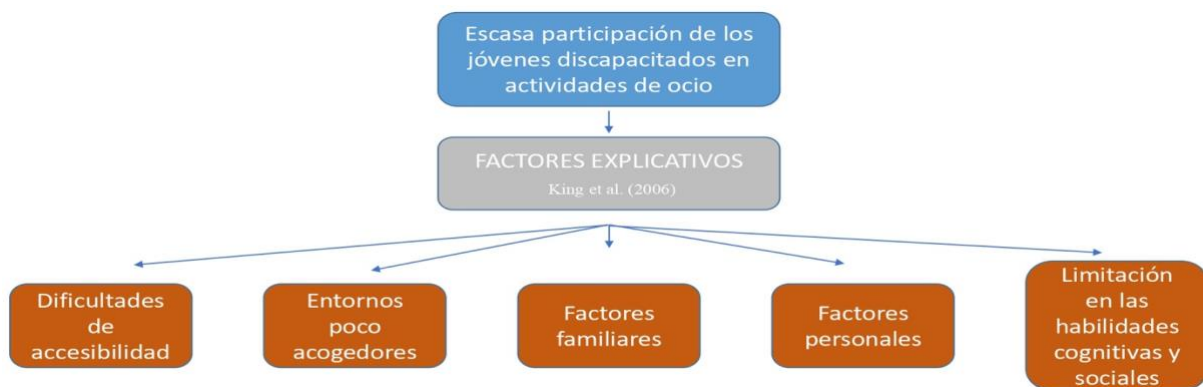 Escasa participación de los
jóvenes discapacitados en
actividades de ocio
FACTORES EXPLICATIVOS
King et al. (2006)
Dificultades
de
accesibilidad
Entornos
poco
acogedores
Factores
familiares
Factores
personales
Limitación
en las
habilidades
cognitivas y
sociales